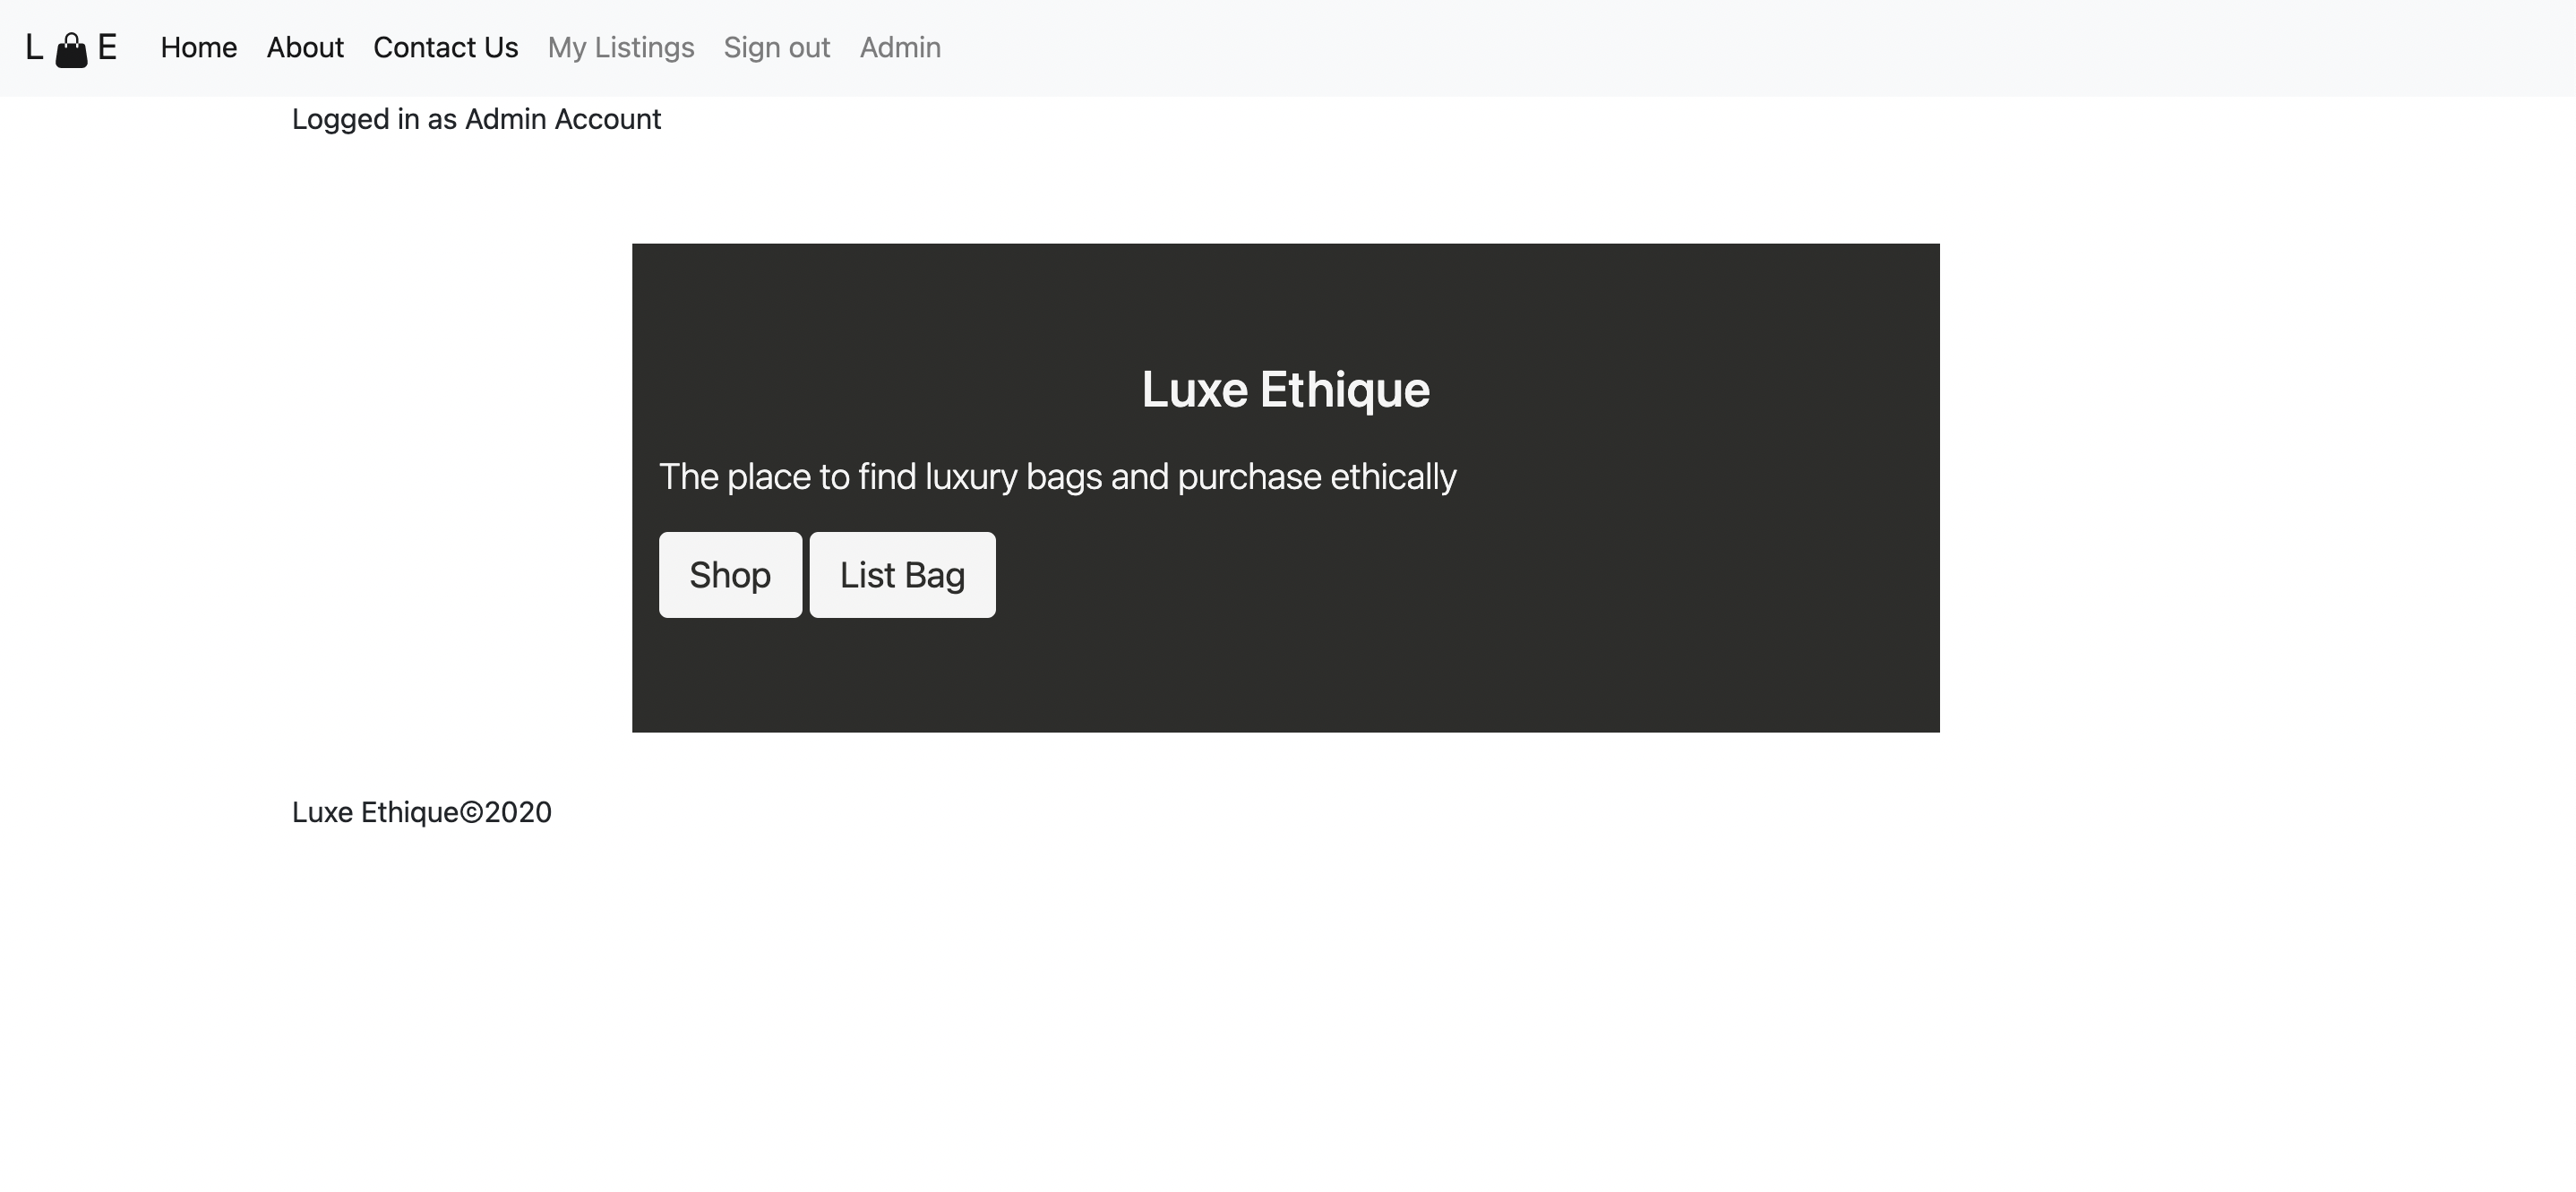 L E Home About Contact Us My Listings Sign out Admin
Logged in as Admin Account
Luxe Ethique
The place to find luxury bags and purchase ethically
Shop List Bag
Luxe Ethique©2020